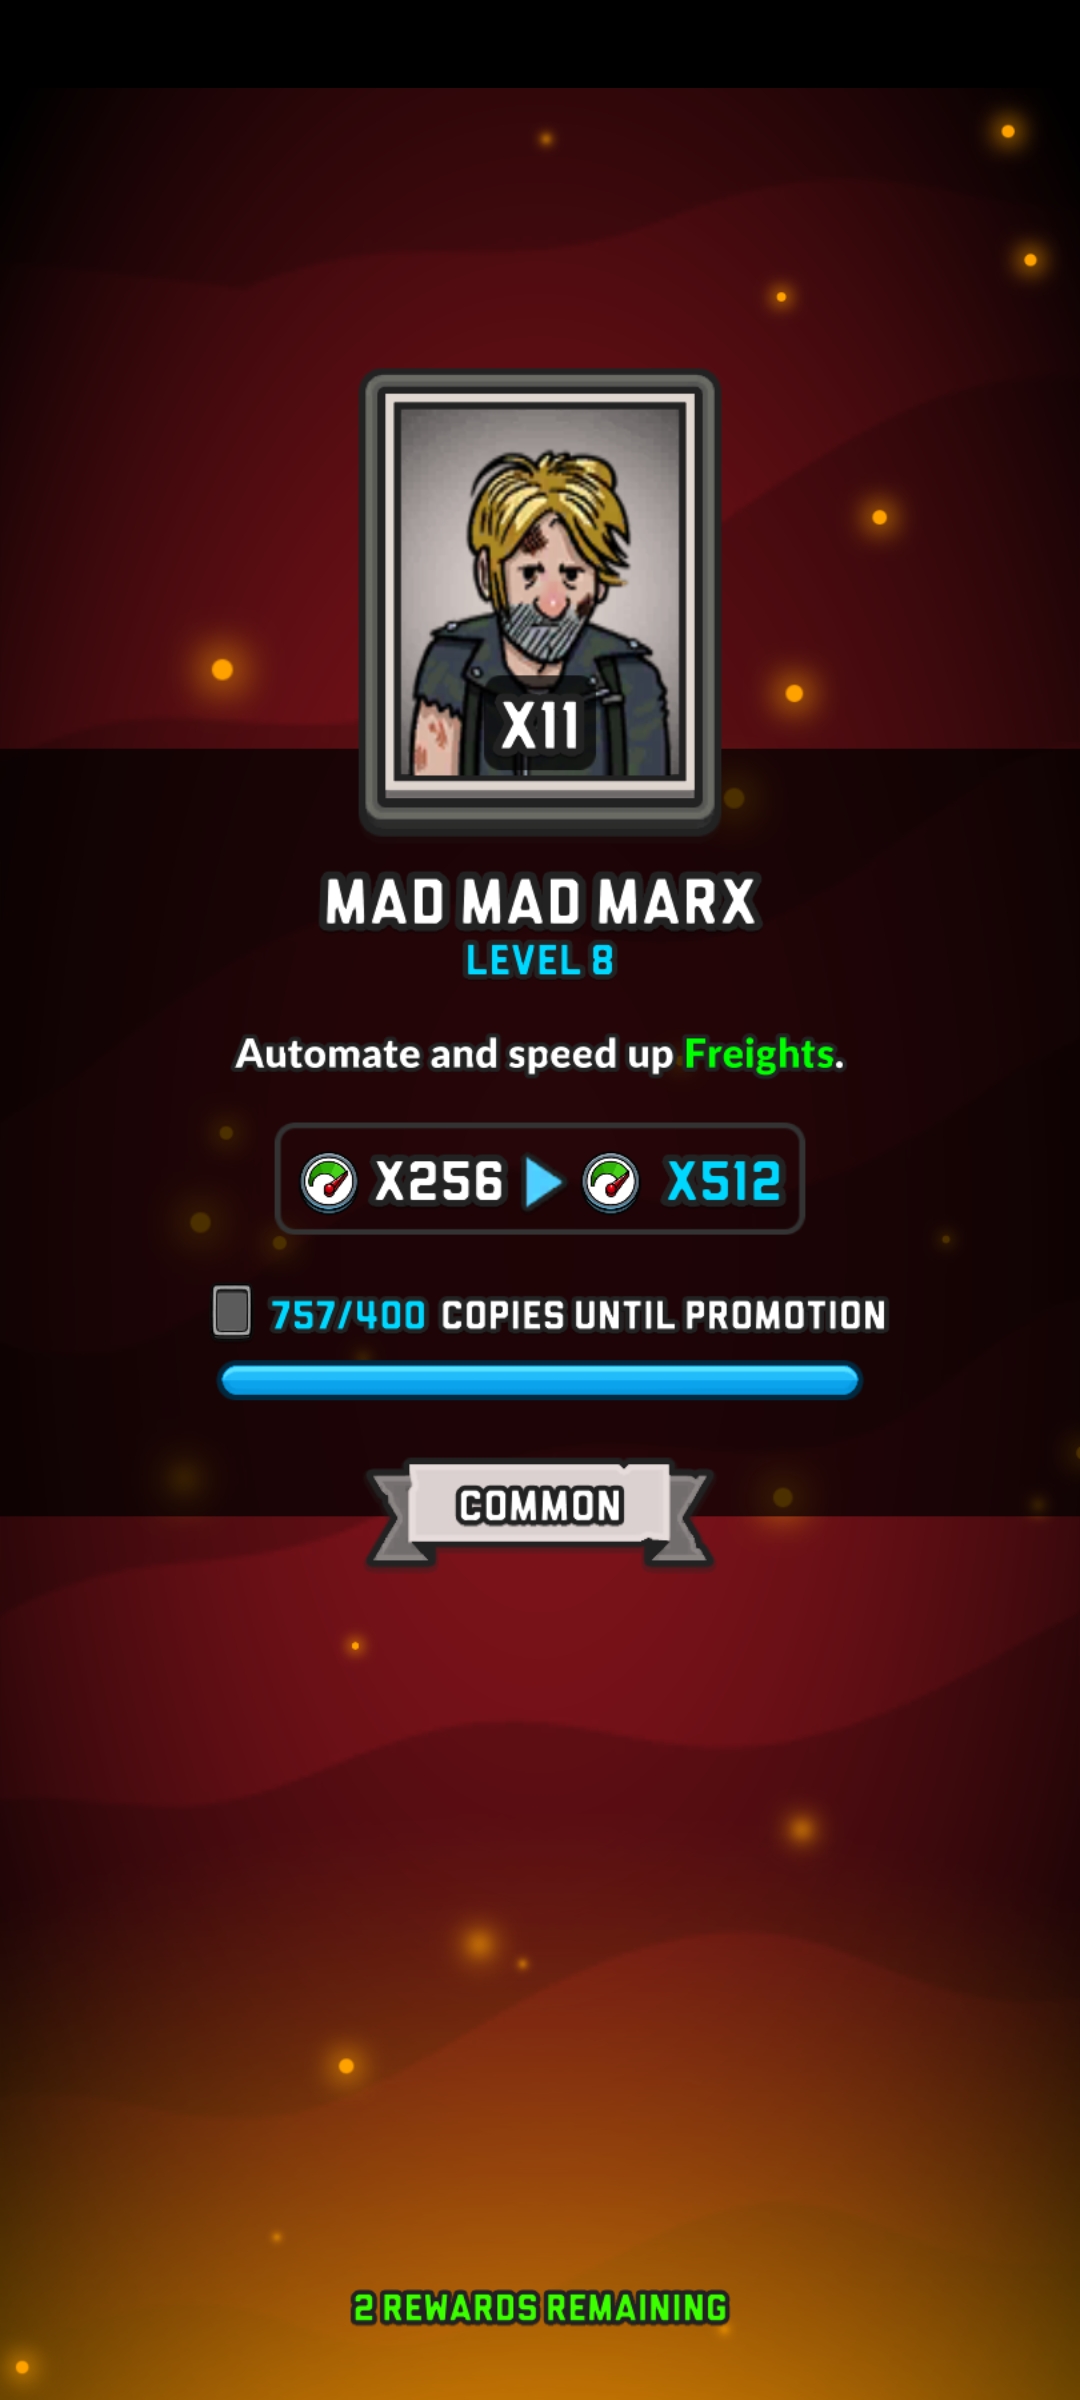 X11
MAD MAD MARX
LEVEL 8
Automate and speed up Freights.
X256 X512
757/400 COPIES UNTIL PROMOTION
COMMON
2 REWARDS REMAINING